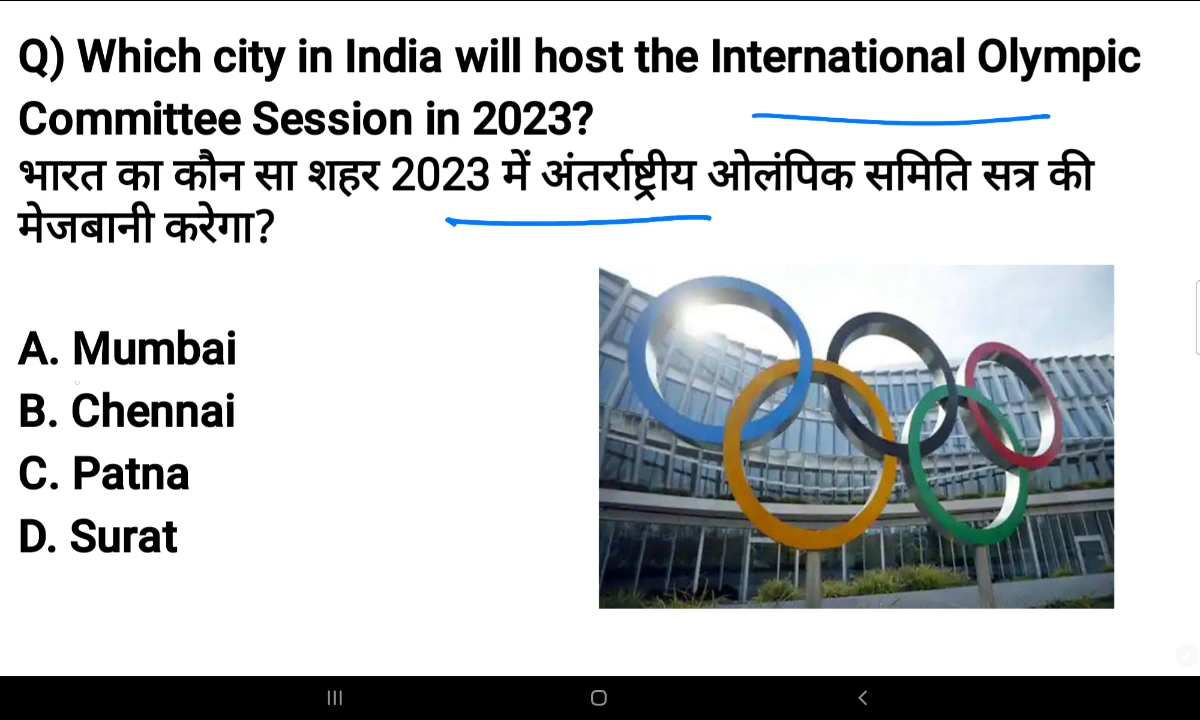 Q) Which city in India will host the International Olympic
Committee Session in 2023?
भारत का कौन सा शहर 2023 में अंतर्राष्ट्रीय ओलंपिक समिति सत्र की
मेजबानी करेगा?
A. Mumbai
B. Chennai
C. Patna
D. Surat